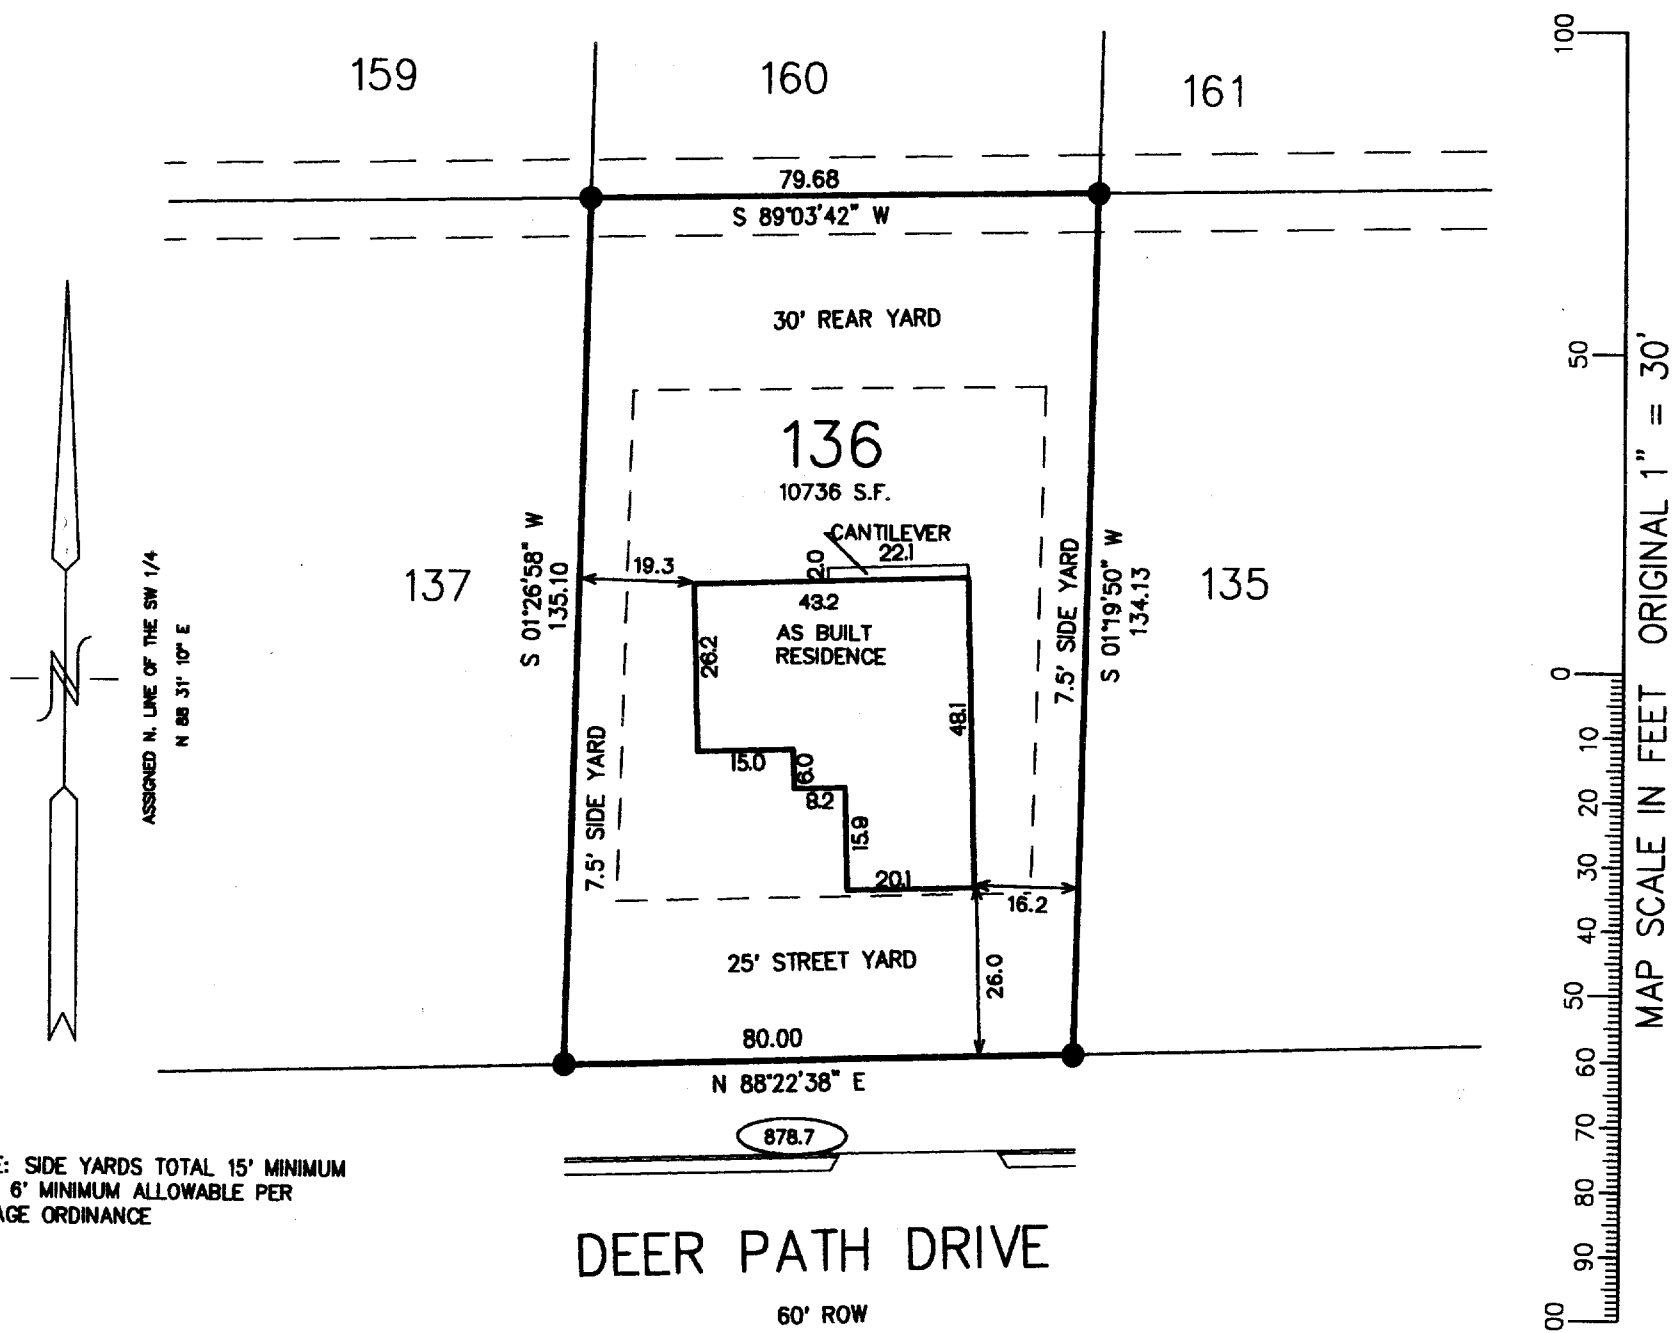 159
160
161
79.68
S 89°03'42" W
30' REAR YARD
136
10736 S.F.
CANTILEVER
22.1
2.0
19.3
43.2
AS BUILT
RESIDENCE
26.2
48.1
15.0
6.0
8.2
15.9
20.1
16.2
26.0
137
135
S 01°26'58" W
135.10
7.5' SIDE YARD
7.5' SIDE YARD
S 01°19'50" W
134.13
ASSIGNED N. LINE OF THE SW 1/4
N 88 31' 10" E
N
25' STREET YARD
80.00
N 88°22'38" E
878.7
E: SIDE YARDS TOTAL 15' MINIMUM
6' MINIMUM ALLOWABLE PER
AGE ORDINANCE
DEER PATH DRIVE
60' ROW
MAP SCALE IN FEET ORIGINAL 1" = 30'
100
50
0
10
20
30
40
50
60
70
80
90
00